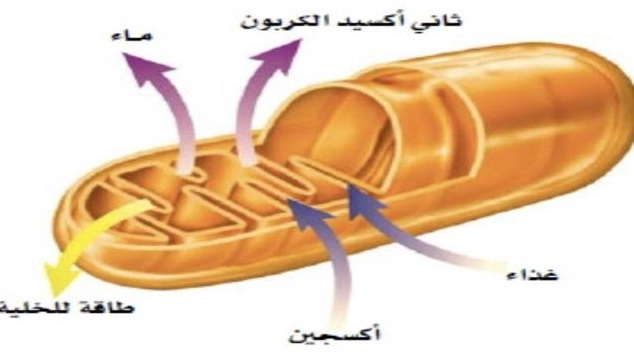 ثاني أكسيد الكربون
ماء
غذاء
طاقة للخلية
أكسجين